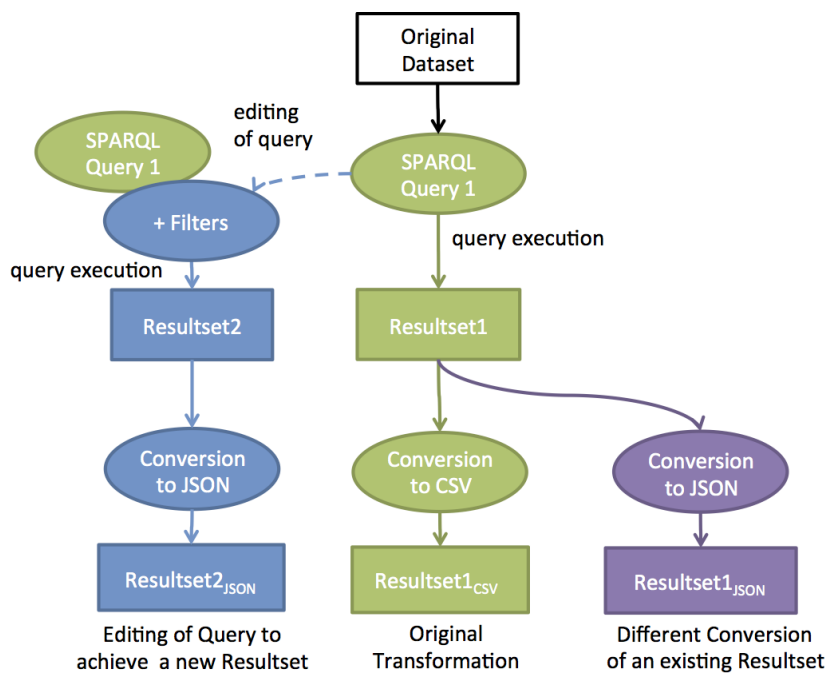 Original
Dataset
editing
of query
SPARQL
Query 1
SPARQL
Query 1
+ Filters
query execution
query execution
Resultset2
Resultset1
Conversion
to JSON
Conversion
to CSV
Conversion
to JSON
Resultset2JSON
Resultset1CSV
Resultset1JSON
Editing of Query to
achieve a new Resultset
Original
Transformation
Different Conversion
of an existing Resultset